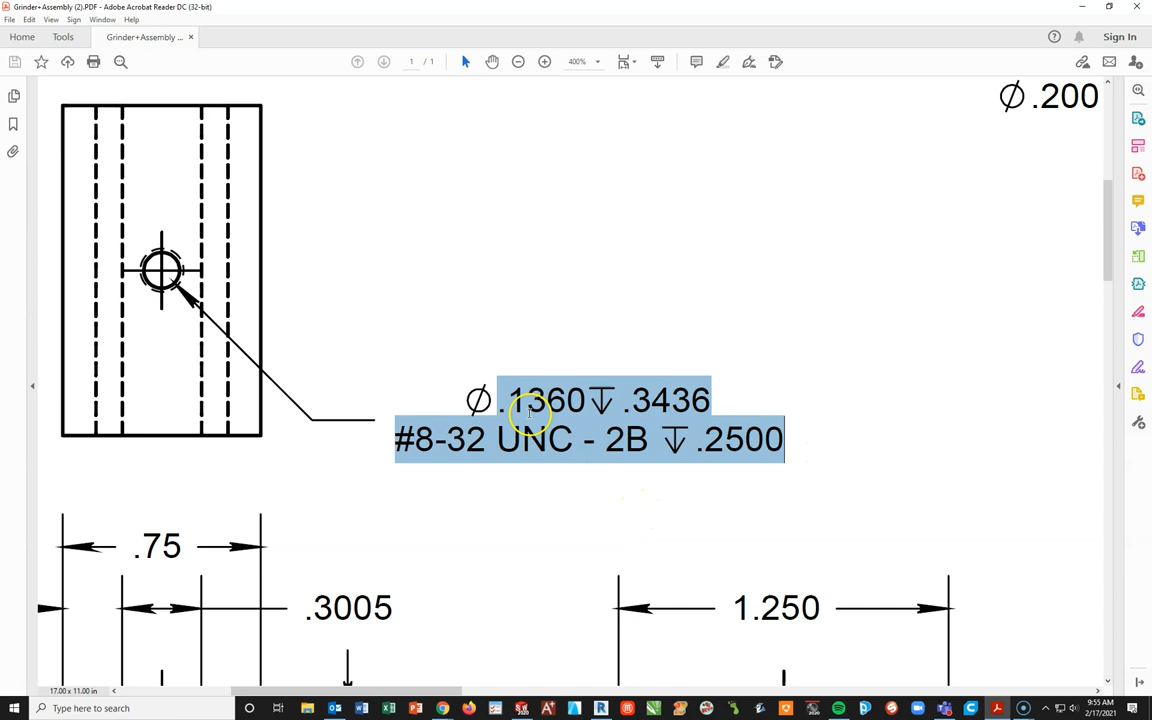 Grinder+Assembly (2).PDF - Adobe Acrobat Reader DC (32-bit)
File Edit View Sign Window Help
Home Tools Grinder+Assembly ... × Sign In
1 / 1 400%
Ø.200
Ø.1360↧.3436
#8-32 UNC - 2B ↧.2500
.75
.3005
1.250
17.00 x 11.00 in
Type here to search
9:55 AM
2/17/2021